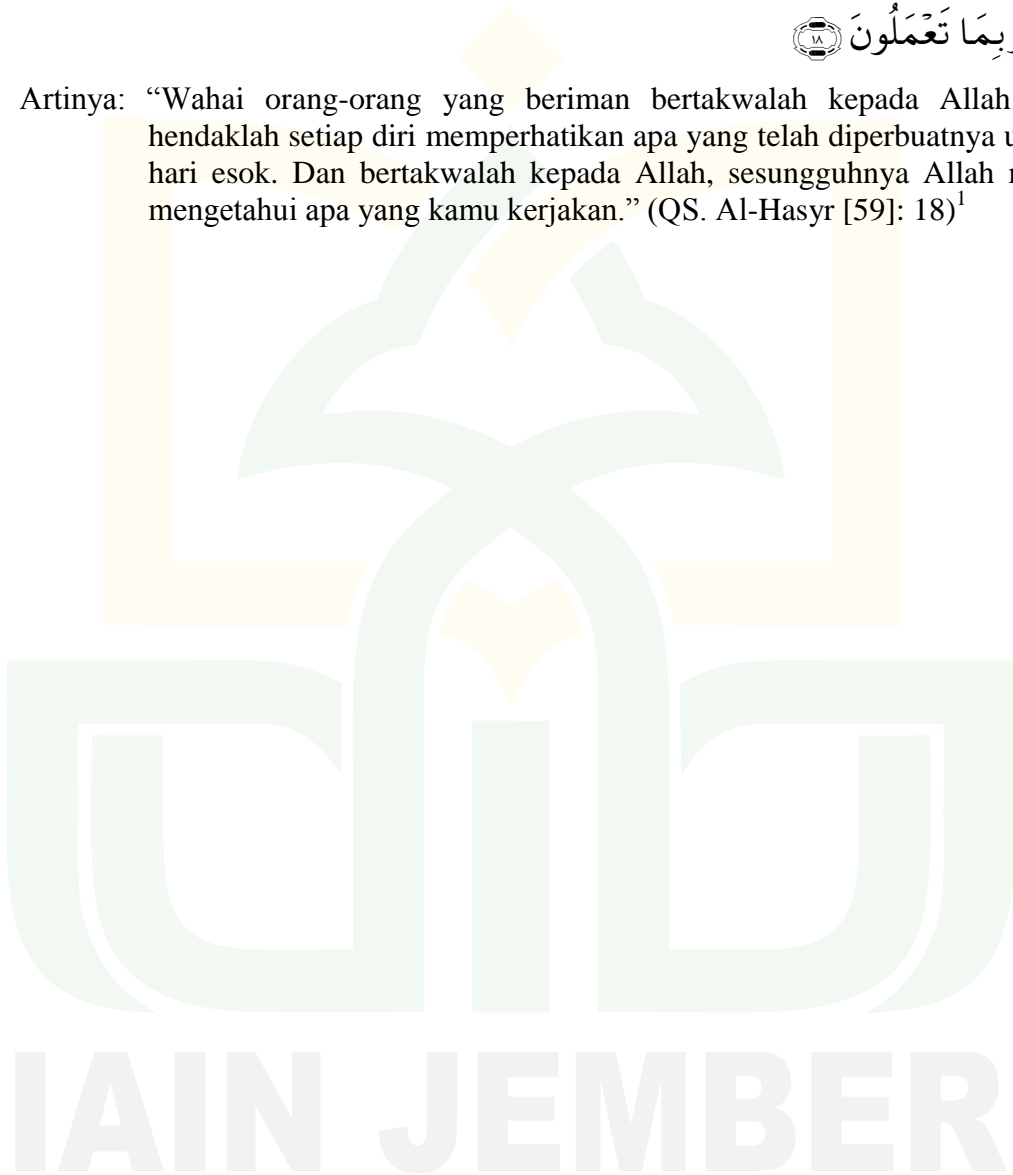 بِمَا تَعْمَلُونَ ١٨
Artinya: “Wahai orang-orang yang beriman bertakwalah kepada Allah
hendaklah setiap diri memperhatikan apa yang telah diperbuatnya
hari esok. Dan bertakwalah kepada Allah, sesungguhnya Allah
mengetahui apa yang kamu kerjakan.” (QS. Al-Hasyr [59]: 18)1
IAIN JEMBER